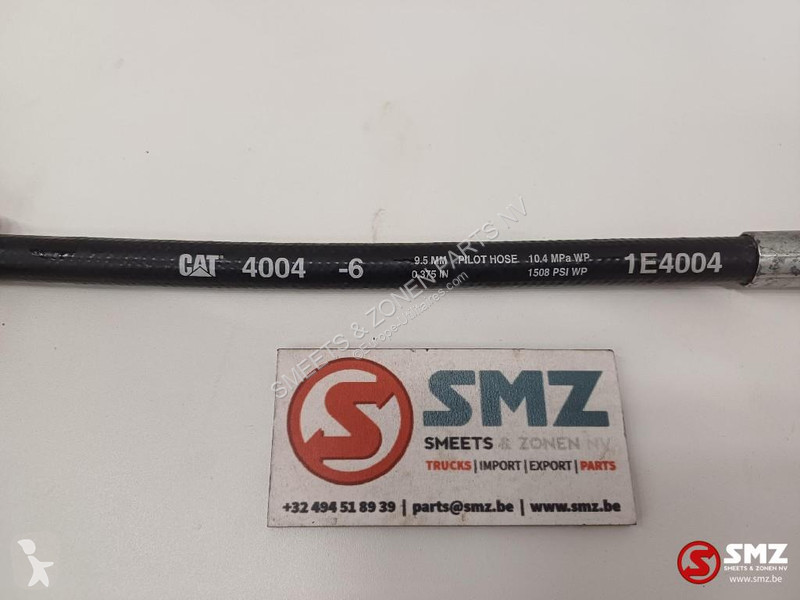 CAT 4004 -6 9.5 MM PILOT HOSE 10.4 MPa WP 1E4004
0.375 IN 1508 PSI WP
SMEETS & ZONEN PARTS NV
SMZ
SMEETS & ZONEN NV
TRUCKS | IMPORT | EXPORT | PARTS
+32 494 51 89 39 | parts@smz.be | www.smz.be
SMZ
SMEETS & ZONEN NV
smz.be